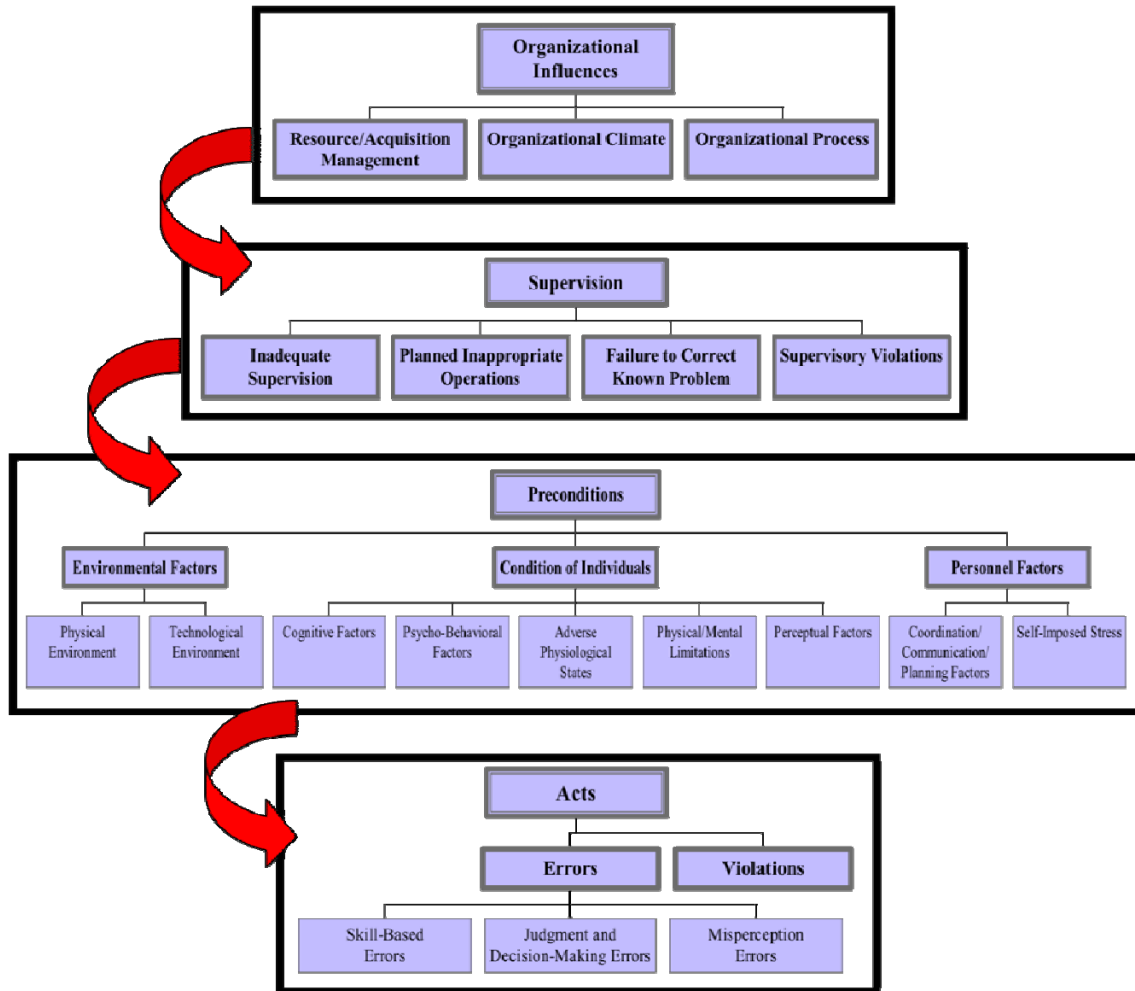 Organizational
Influences
Resource/Acquisition
Management
Organizational Climate
Organizational Process
Supervision
Inadequate
Supervision
Planned Inappropriate
Operations
Failure to Correct
Known Problem
Supervisory Violations
Preconditions
Environmental Factors
Condition of Individuals
Personnel Factors
Physical
Environment
Technological
Environment
Cognitive Factors
Psycho-Behavioral
Factors
Adverse
Physiological
States
Physical/Mental
Limitations
Perceptual Factors
Coordination/
Communication/
Planning Factors
Self-Imposed Stress
Acts
Errors
Violations
Skill-Based
Errors
Judgment and
Decision-Making Errors
Misperception
Errors